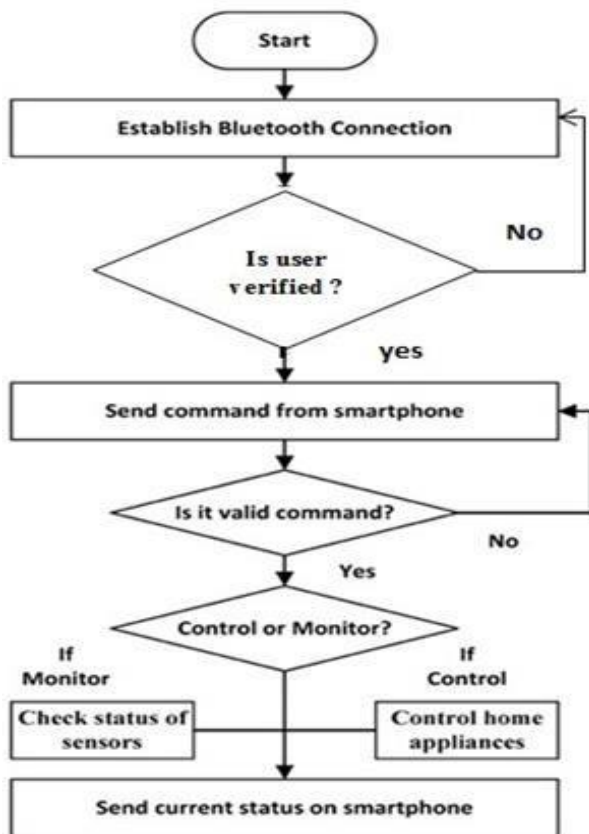 Start
Establish Bluetooth Connection
No
Is user
verified ?
yes
Send command from smartphone
Is it valid command?
No
Yes
Control or Monitor?
If
Monitor
If
Control
Check status of
sensors
Control home
appliances
Send current status on smartphone